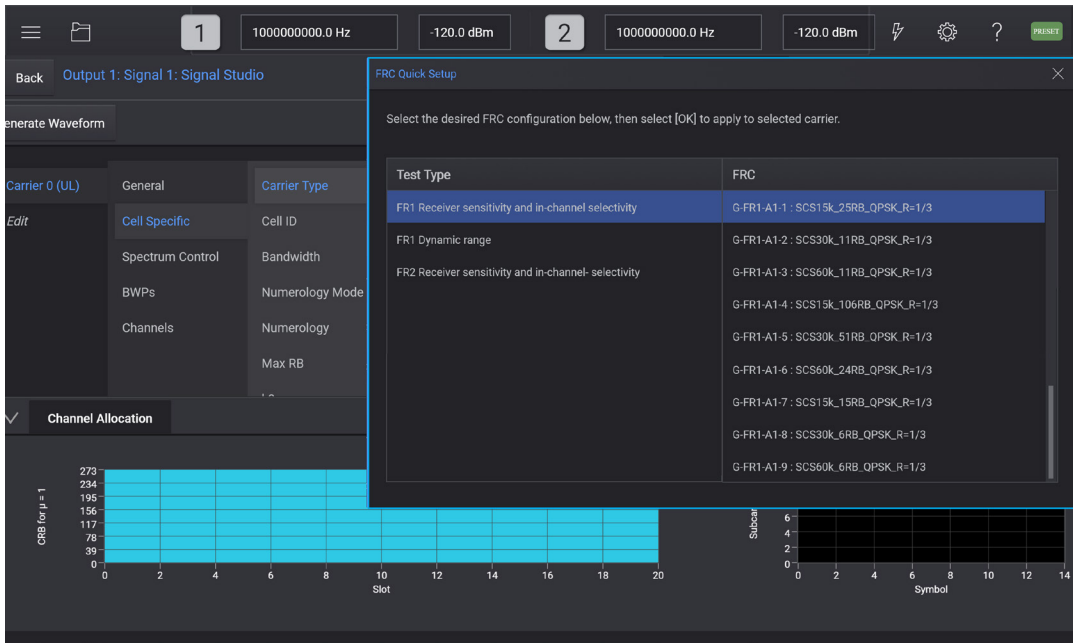 1 1000000000.0 Hz -120.0 dBm 2 1000000000.0 Hz -120.0 dBm ? PRESET
Back Output 1: Signal 1: Signal Studio
enerate Waveform
Carrier 0 (UL)
Edit
General
Cell Specific
Spectrum Control
BWPs
Channels
Carrier Type
Cell ID
Bandwidth
Numerology Mode
Numerology
Max RB
FRC Quick Setup
Select the desired FRC configuration below, then select [OK] to apply to selected carrier.
Test Type FRC
FR1 Receiver sensitivity and in-channel selectivity
FR1 Dynamic range
FR2 Receiver sensitivity and in-channel- selectivity
G-FR1-A1-1 : SCS15k_25RB_QPSK_R=1/3
G-FR1-A1-2 : SCS30k_11RB_QPSK_R=1/3
G-FR1-A1-3 : SCS60k_11RB_QPSK_R=1/3
G-FR1-A1-4 : SCS15k_106RB_QPSK_R=1/3
G-FR1-A1-5 : SCS30k_51RB_QPSK_R=1/3
G-FR1-A1-6 : SCS60k_24RB_QPSK_R=1/3
G-FR1-A1-7 : SCS15k_15RB_QPSK_R=1/3
G-FR1-A1-8 : SCS30k_6RB_QPSK_R=1/3
G-FR1-A1-9 : SCS60k_6RB_QPSK_R=1/3
Channel Allocation
CRB for µ = 1
273
234
195
156
117
78
39
0
0 2 4 6 8 10 12 14 16 18 20
Slot
Subcar
6
4
2
0
0 2 4 6 8 10 12 14
Symbol